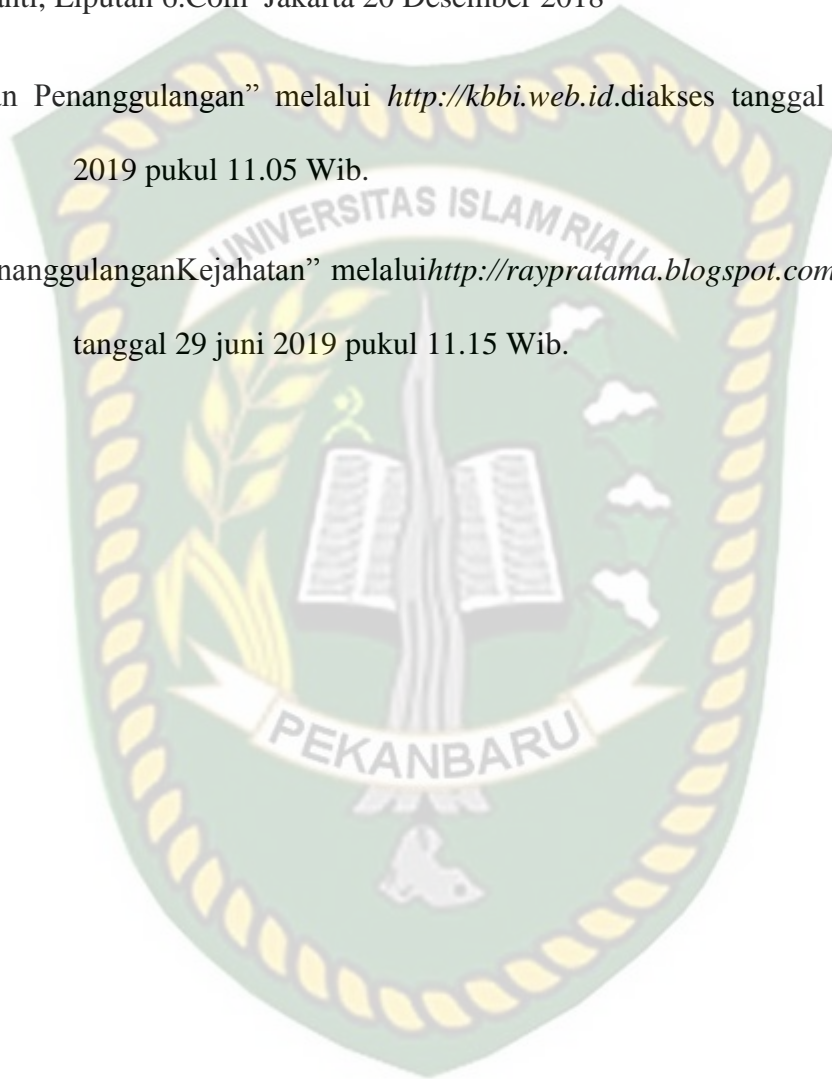 Liputan 6.Com Jakarta 20 Desember 2018
Penanggulangan” melalui http://kbbi.web.id.diakses tanggal
2019 pukul 11.05 Wib.
UNIVERSITAS ISLAM RIAU
nanggulanganKejahatan” melaluihttp://raypratama.blogspot.com
tanggal 29 juni 2019 pukul 11.15 Wib.
PEKANBARU